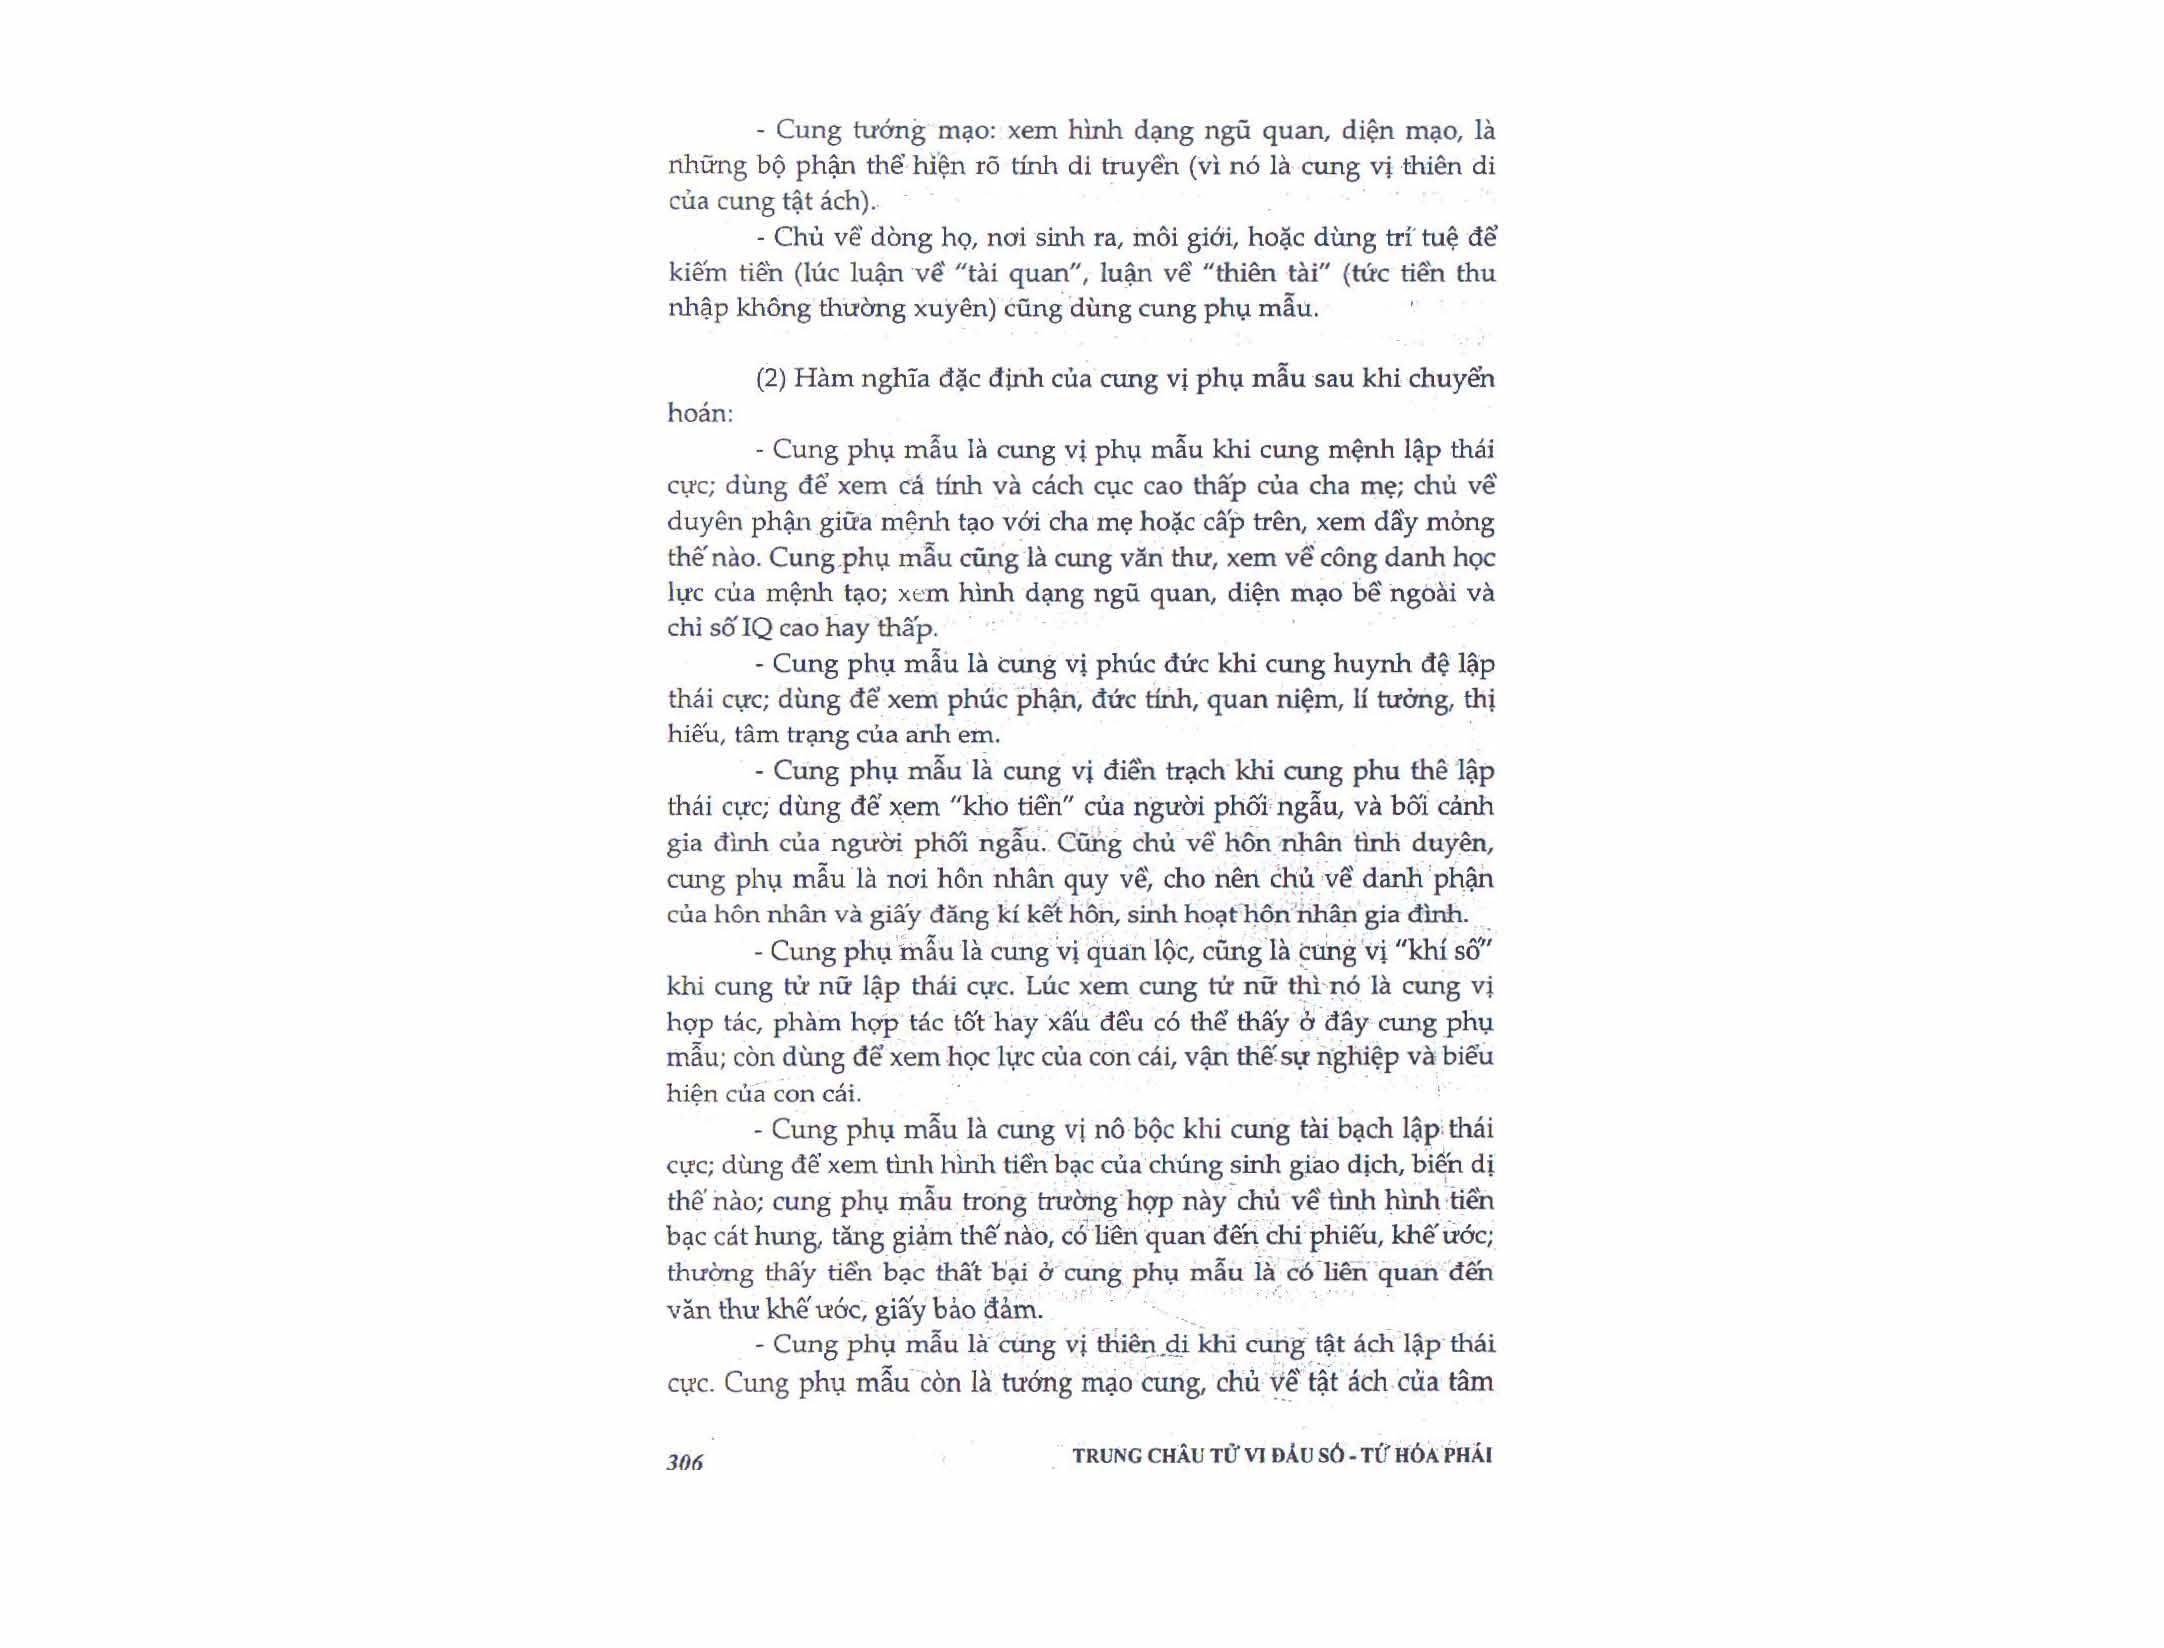 - Cung tướng mạo: xem hình dạng ngũ quan, diện mạo, là
những bộ phận thể hiện rõ tính di truyền (vì nó là cung vị thiên di
của cung tật ách).
- Chủ về dòng họ, nơi sinh ra, môi giới, hoặc dùng trí tuệ để
kiếm tiền (lúc luận về "tài quan", luận về "thiên tài" (tức tiền thu
nhập không thường xuyên) cũng dùng cung phụ mẫu.
(2) Hàm nghĩa đặc định của cung vị phụ mẫu sau khi chuyển
hoán:
- Cung phụ mẫu là cung vị phụ mẫu khi cung mệnh lập thái
cực; dùng để xem cá tính và cách cục cao thấp của cha mẹ; chủ về
duyên phận giữa mệnh tạo với cha mẹ hoặc cấp trên, xem dầy mỏng
thế nào. Cung phụ mẫu cũng là cung văn thư, xem về công danh học
lực của mệnh tạo; xem hình dạng ngũ quan, diện mạo bề ngoài và
chỉ số IQ cao hay thấp.
- Cung phụ mẫu là cung vị phúc đức khi cung huynh đệ lập
thái cực; dùng để xem phúc phận, đức tính, quan niệm, lí tưởng, thị
hiếu, tâm trạng của anh em.
- Cung phụ mẫu là cung vị điền trạch khi cung phu thê lập
thái cực; dùng để xem "kho tiền" của người phối ngẫu, và bối cảnh
gia đình của người phối ngẫu. Cũng chủ về hôn nhân tình duyên,
cung phụ mẫu là nơi hôn nhân quy về, cho nên chủ về danh phận
của hôn nhân và giấy đăng kí kết hôn, sinh hoạt hôn nhân gia đình.
- Cung phụ mẫu là cung vị quan lộc, cũng là cung vị "khí số"
khi cung tử nữ lập thái cực. Lúc xem cung tử nữ thì nó là cung vị
hợp tác, phàm hợp tác tốt hay xấu đều có thể thấy ở đây cung phụ
mẫu; còn dùng để xem học lực của con cái, vận thế sự nghiệp và biểu
hiện của con cái.
- Cung phụ mẫu là cung vị nô bộc khi cung tài bạch lập thái
cực; dùng để xem tình hình tiền bạc của chúng sinh giao dịch, biến dị
thế nào; cung phụ mẫu trong trường hợp này chủ về tình hình tiền
bạc cát hung, tăng giảm thế nào, có liên quan đến chi phiếu, khế ước;
thường thấy tiền bạc thất bại ở cung phụ mẫu là có liên quan đến
văn thư khế ước, giấy bảo đảm.
- Cung phụ mẫu là cung vị thiên di khi cung tật ách lập thái
cực. Cung phụ mẫu còn là tướng mạo cung, chủ về tật ách của tâm
306 TRUNG CHÂU TỬ VI ĐẨU SỐ - TỨ HÓA PHÁI